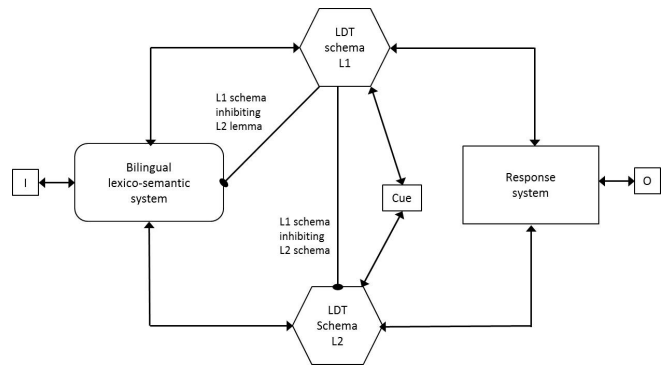 LDT
schema
L1
L1 schema
inhibiting
L2 lemma
Bilingual
lexico-semantic
system
I
Cue
Response
system
O
L1 schema
inhibiting
L2 schema
LDT
Schema
L2